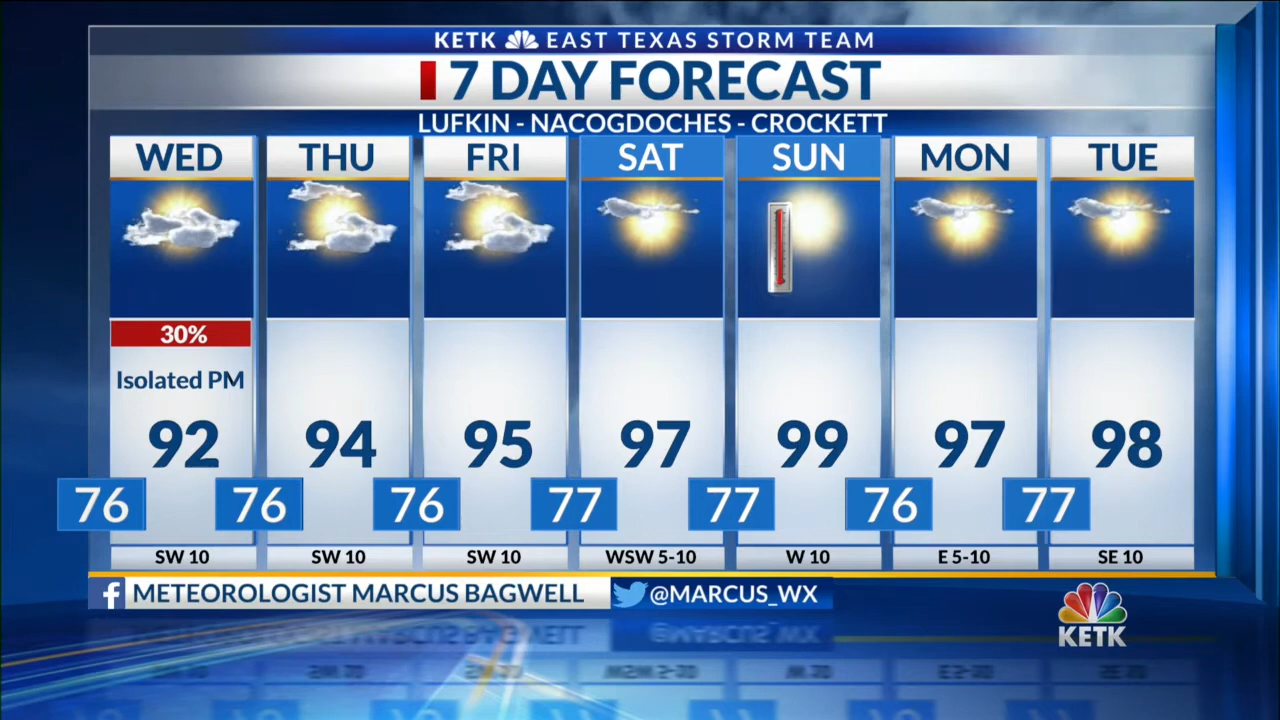 KETK EAST TEXAS STORM TEAM
7 DAY FORECAST
LUFKIN - NACOGDOCHES - CROCKETT
WED THU FRI SAT SUN MON TUE
30%
Isolated PM
92 94 95 97 99 97 98
76 76 76 77 77 76 77
SW 10 SW 10 SW 10 WSW 5-10 W 10 E 5-10 SE 10
f METEOROLOGIST MARCUS BAGWELL @MARCUS_WX
KETK